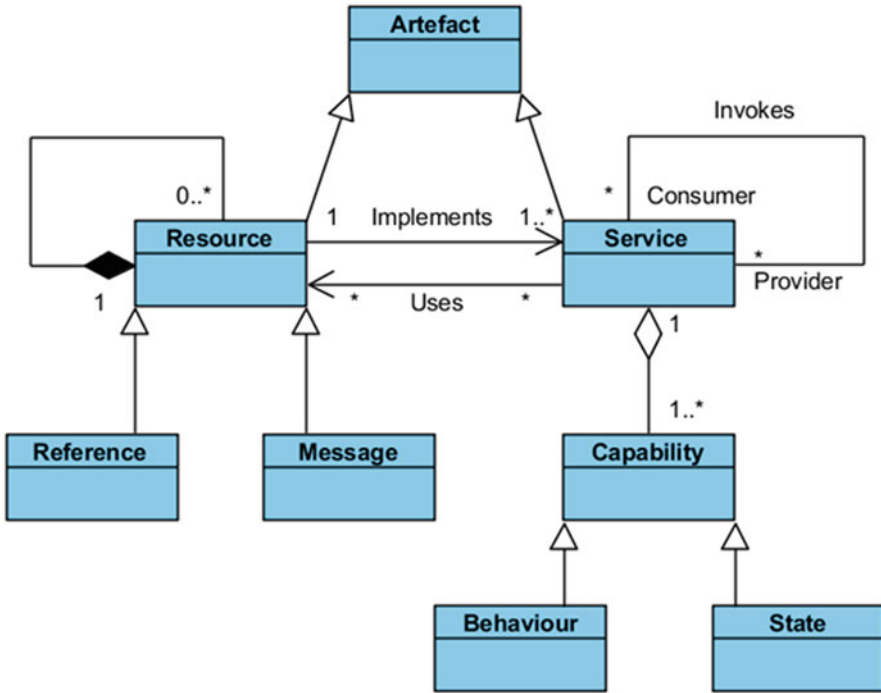 Artefact
Invokes
0..*
* Consumer
1 Implements 1..*
Resource
Service
*
Provider
1
* Uses *
1
1..*
Reference
Message
Capability
Behaviour
State